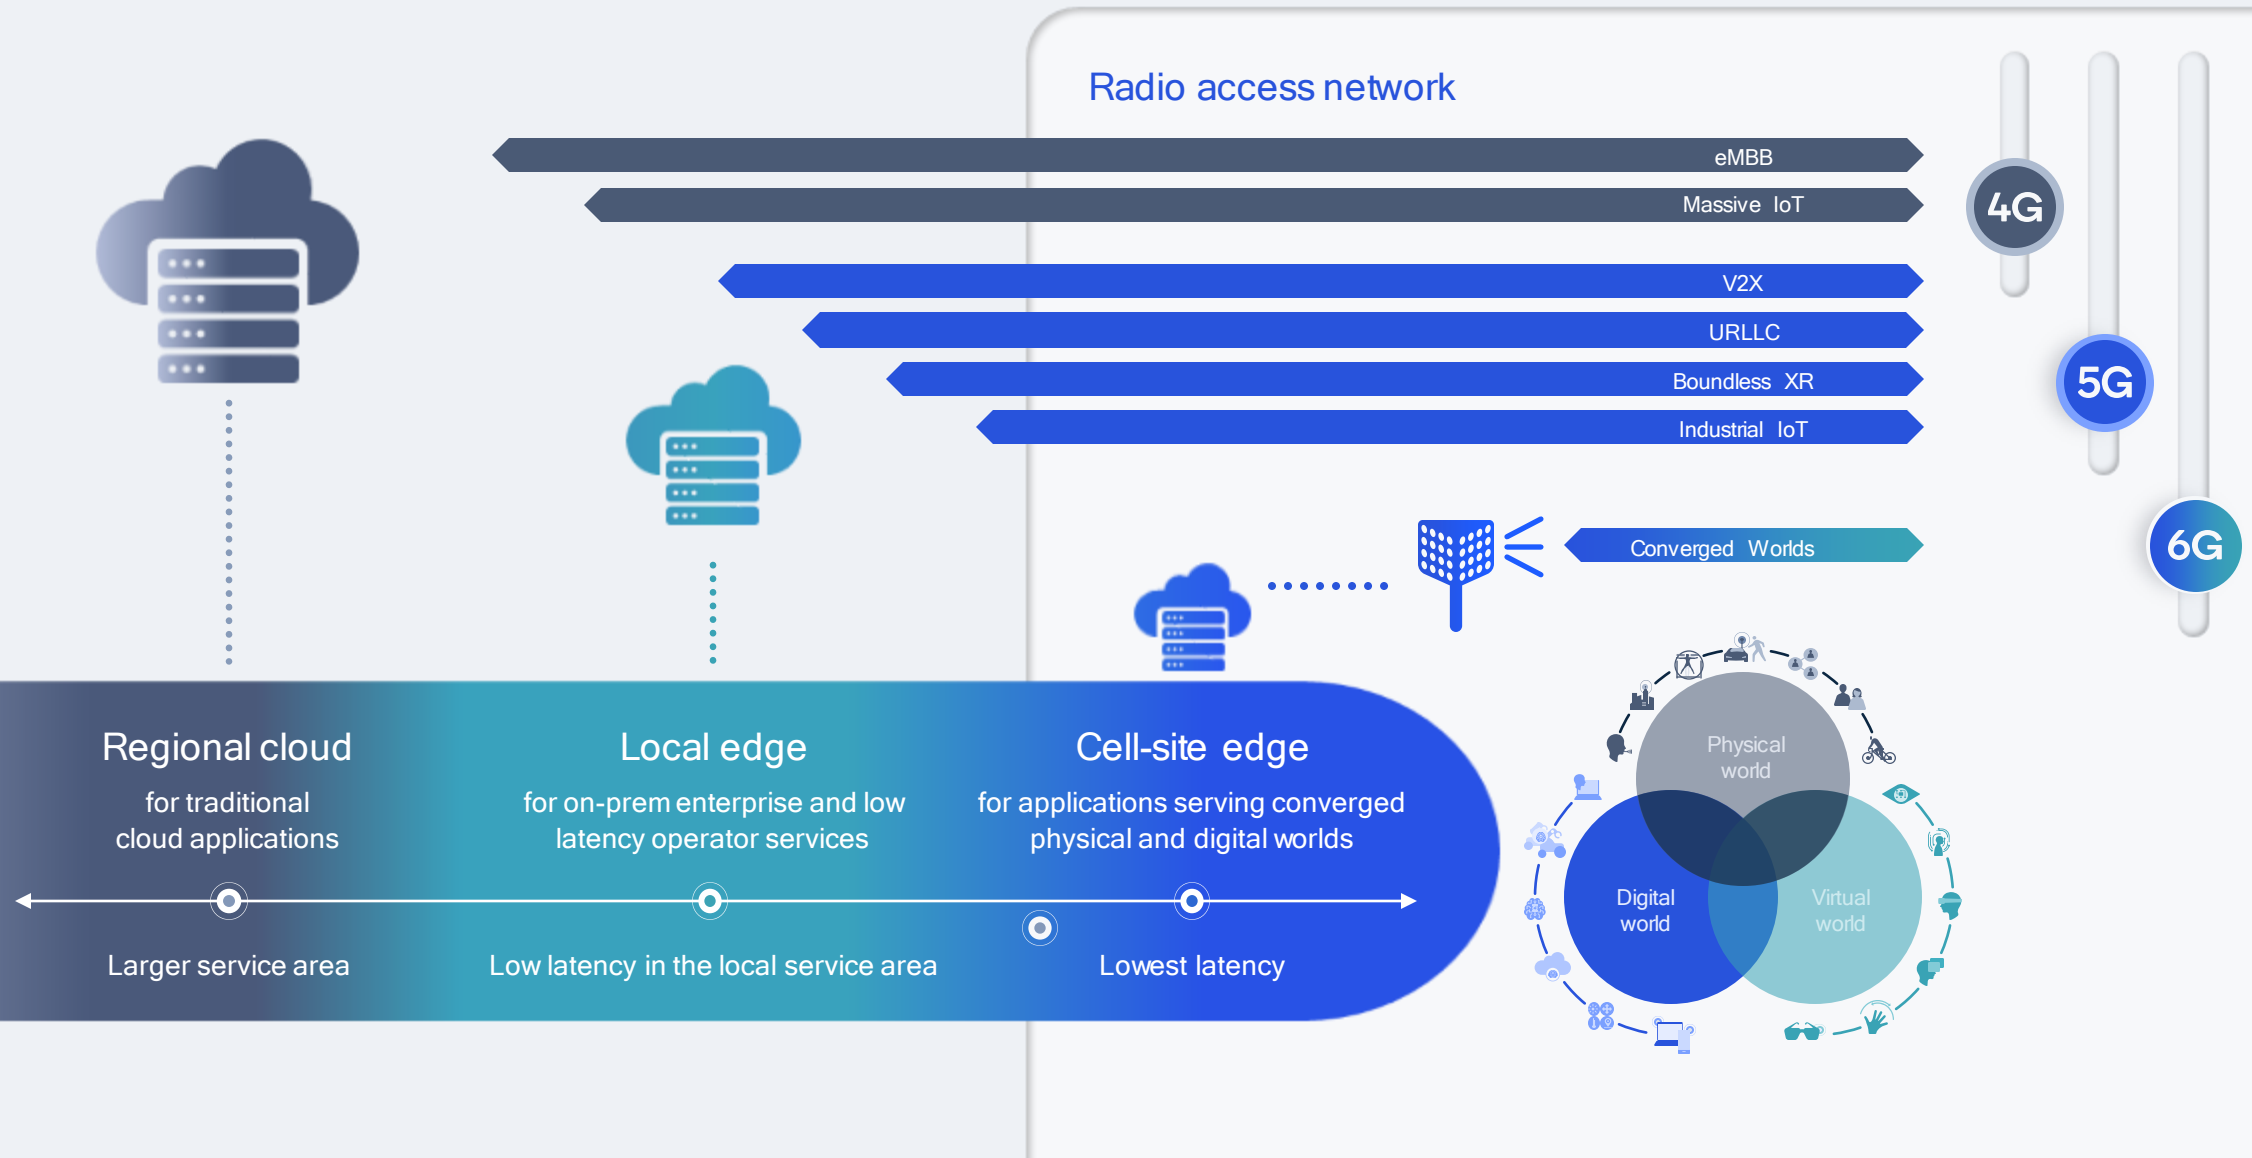 Radio access network
eMBB
Massive IoT
V2X
URLLC
Boundless XR
Industrial IoT
Converged Worlds
4G
5G
6G
Regional cloud
for traditional
cloud applications
Larger service area
Local edge
for on-prem enterprise and low
latency operator services
Low latency in the local service area
Cell-site edge
for applications serving converged
physical and digital worlds
Lowest latency
Physical
world
Digital
world
Virtual
world